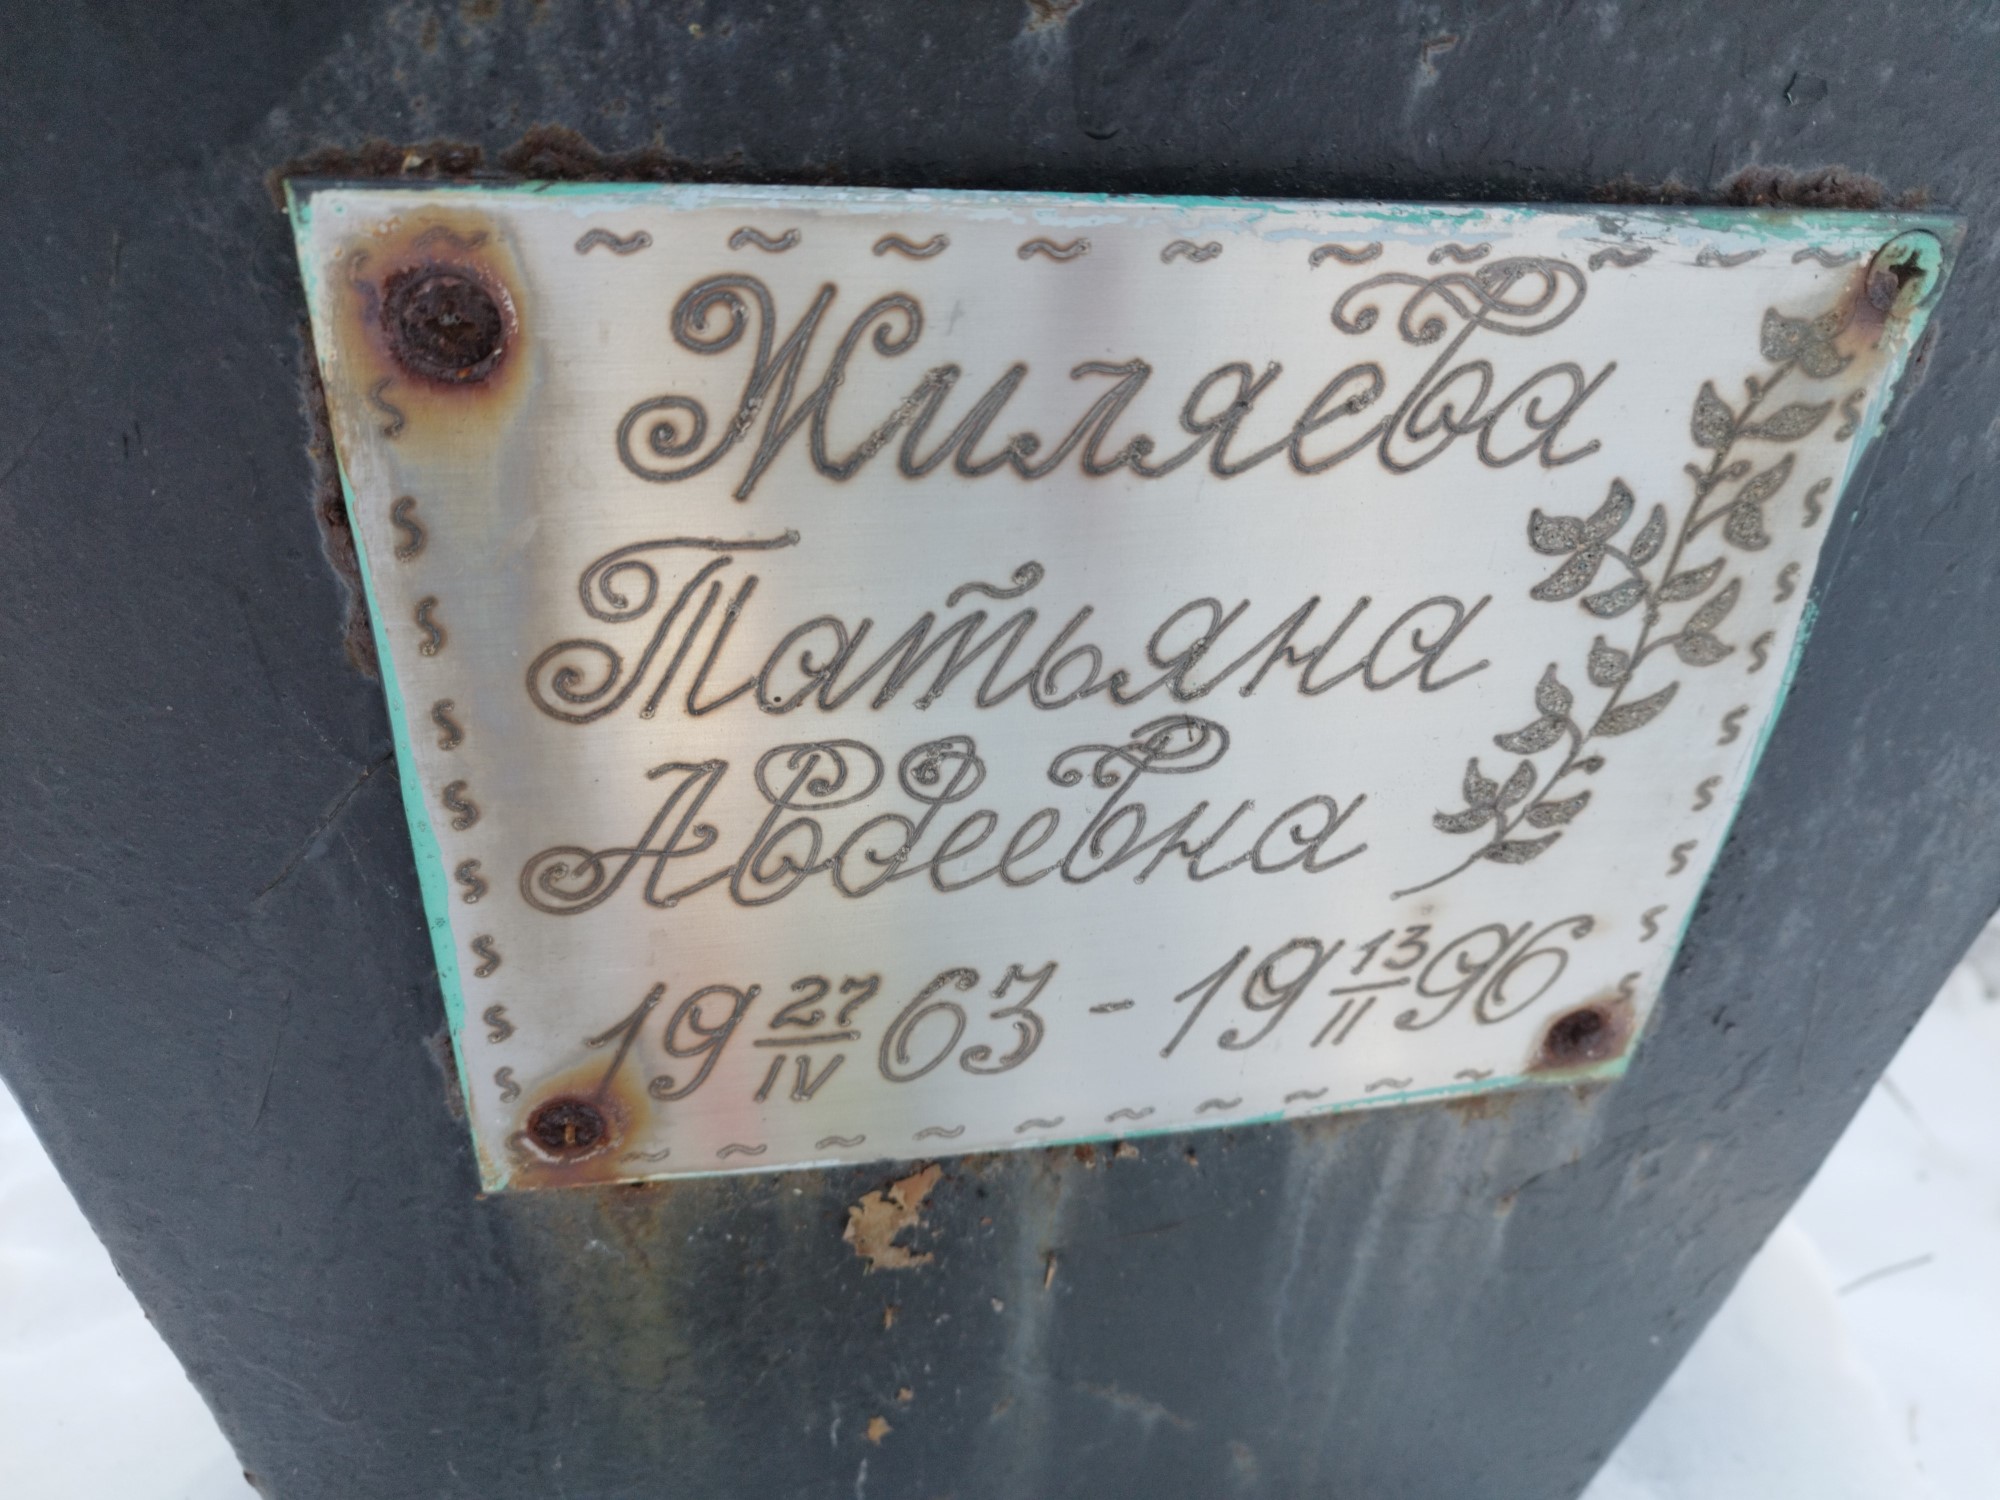 Жиляева
Татьяна
Авдеевна
19 27/IV 63 - 19 13/II 96